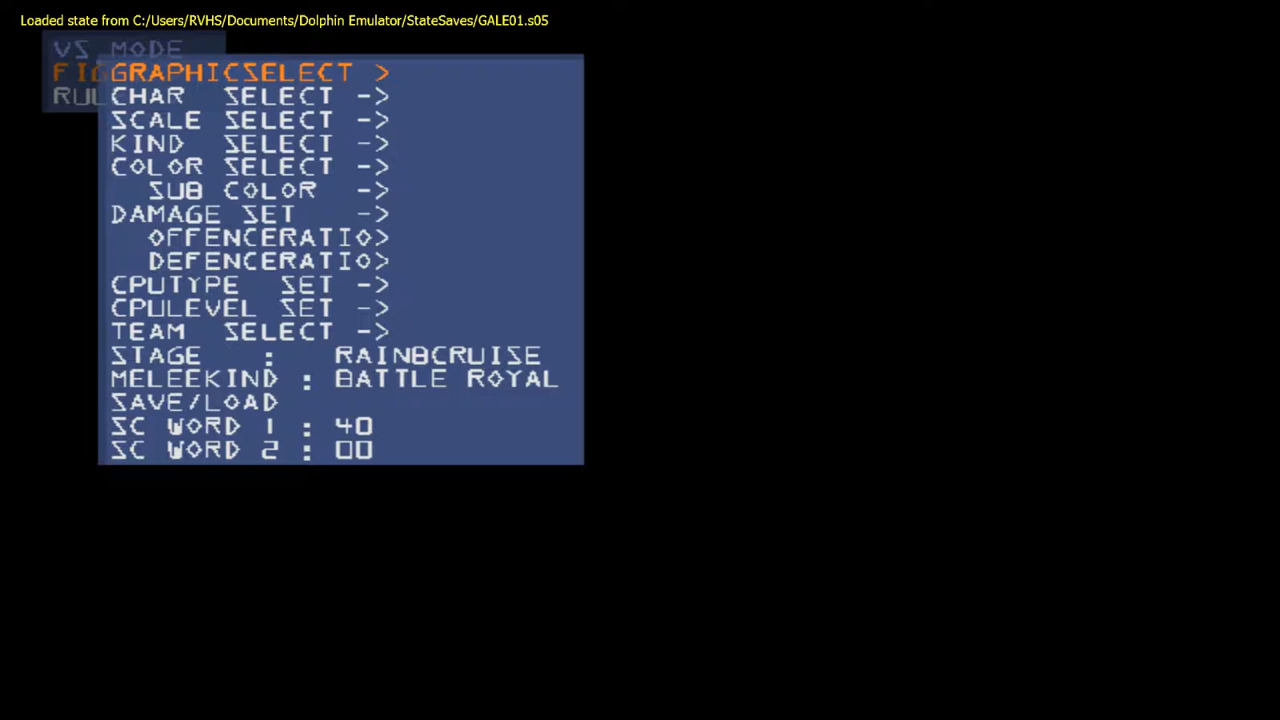 Loaded state from C:/Users/RVHS/Documents/Dolphin Emulator/StateSaves/GALE01.s05
VS MODE
GRAPHICSELECT >
CHAR SELECT ->
SCALE SELECT ->
KIND SELECT ->
COLOR SELECT ->
SUB COLOR ->
DAMAGE SET ->
OFFENCERATIO>
DEFENCERATIO>
CPUTYPE SET ->
CPULEVEL SET ->
TEAM SELECT ->
STAGE : RAINBCRUISE
MELEEKIND : BATTLE ROYAL
SAVE/LOAD
SC WORD 1 : 40
SC WORD 2 : 00